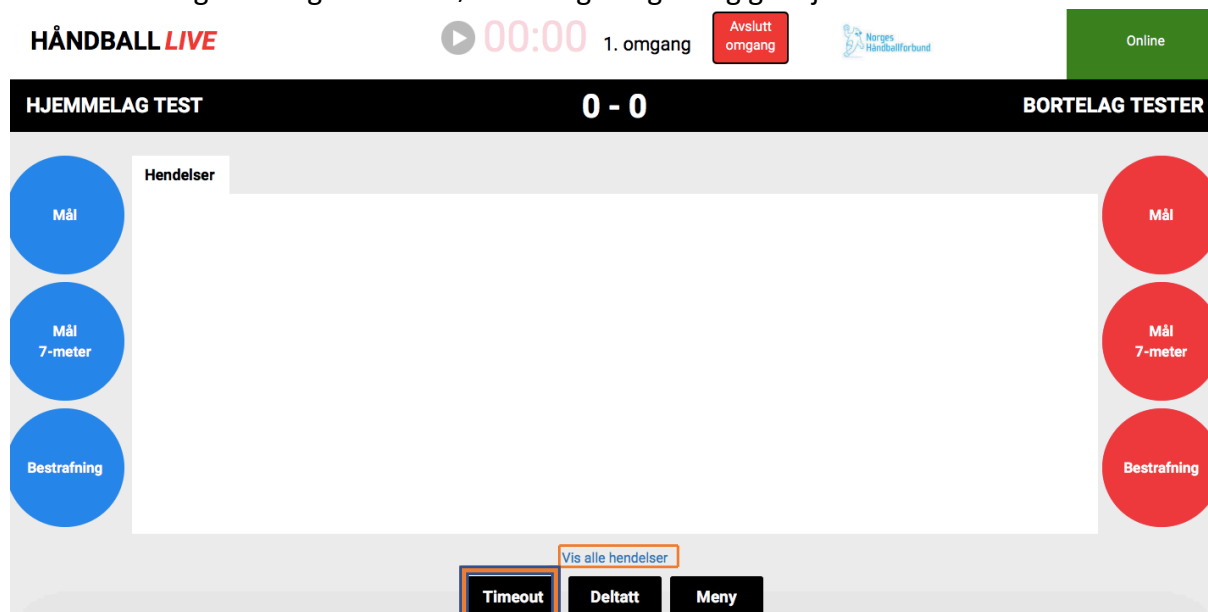 HÅNDBALL LIVE
00:00 1. omgang
Avslutt
omgang
Norges
Håndballforbund
Online
HJEMMELAG TEST 0 - 0 BORTELAG TESTER
Hendelser
Mål
Mål
7-meter
Bestrafning
Mål
Mål
7-meter
Bestrafning
Vis alle hendelser
Timeout Deltatt Meny